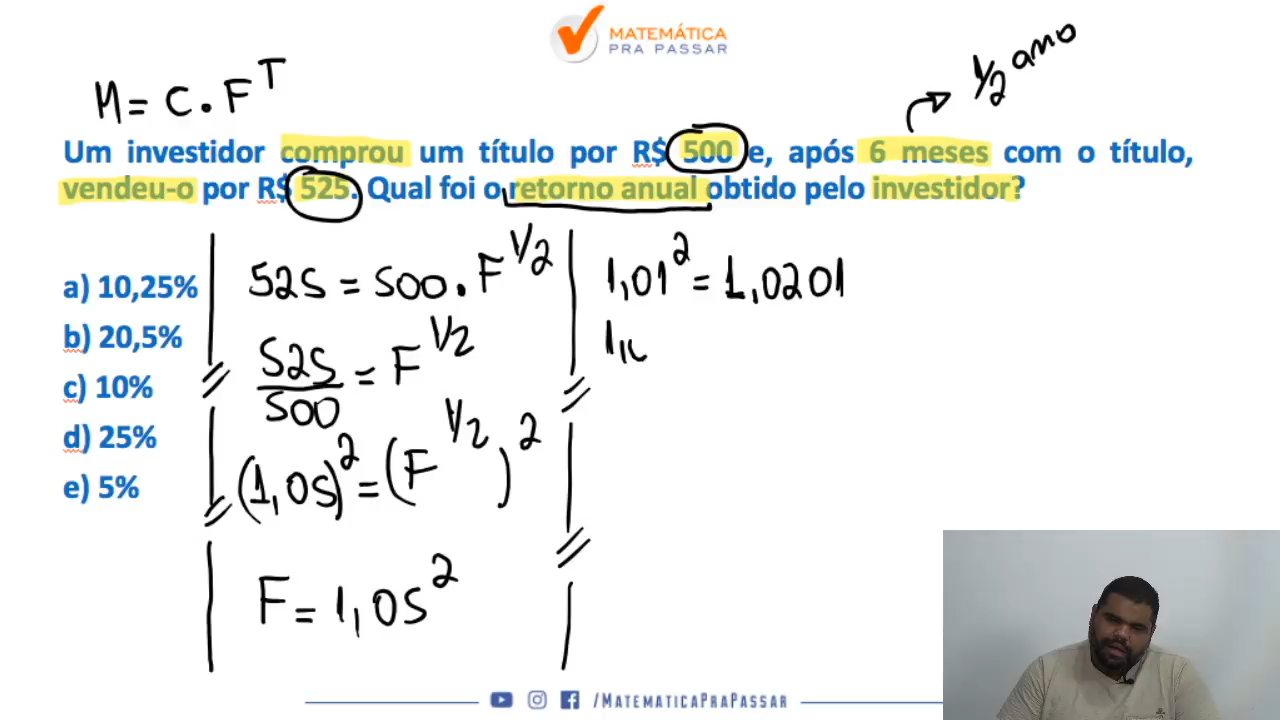 MATEMÁTICA
PRA PASSAR
M = C . F^T
1/2 ano
Um investidor comprou um título por R$ 500 e, após 6 meses com o título,
vendeu-o por R$ 525. Qual foi o retorno anual obtido pelo investidor?
a) 10,25%
b) 20,5%
c) 10%
d) 25%
e) 5%
525 = 500 . F^1/2
525/500 = F^1/2
(1,05)^2 = (F^1/2)^2
F = 1,05^2
1,01^2 = 1,0201
/MATEMATICAPRAPASSAR